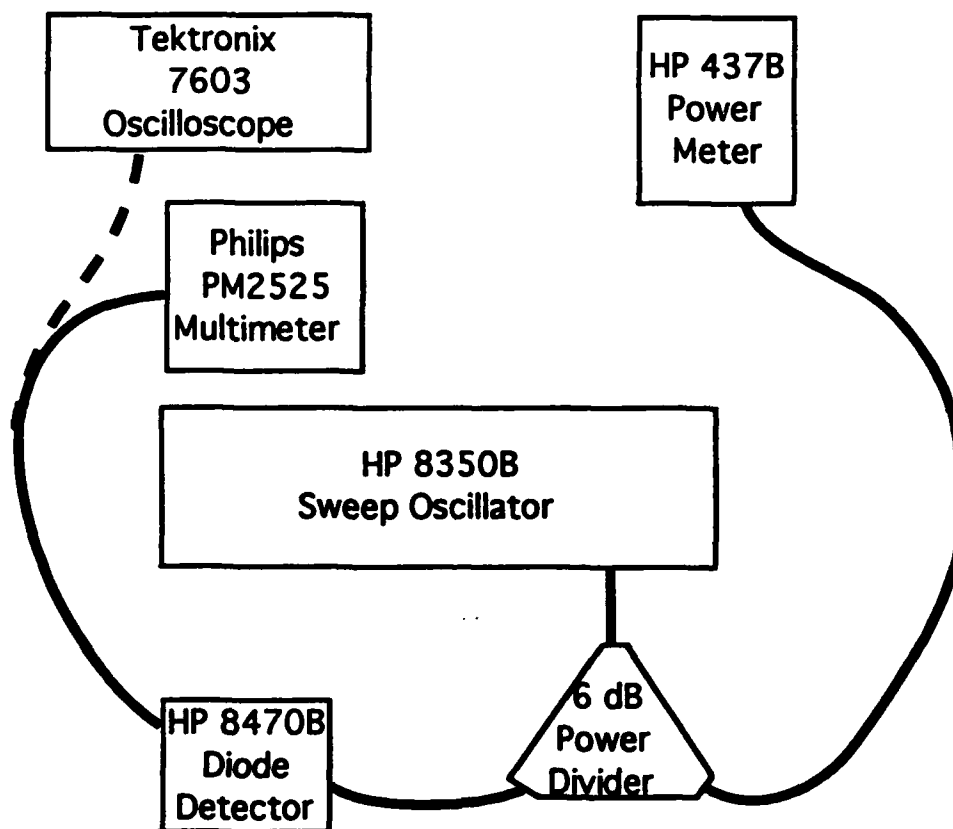 Tektronix
7603
Oscilloscope
HP 437B
Power
Meter
Philips
PM2525
Multimeter
HP 8350B
Sweep Oscillator
6 dB
Power
Divider
HP 8470B
Diode
Detector